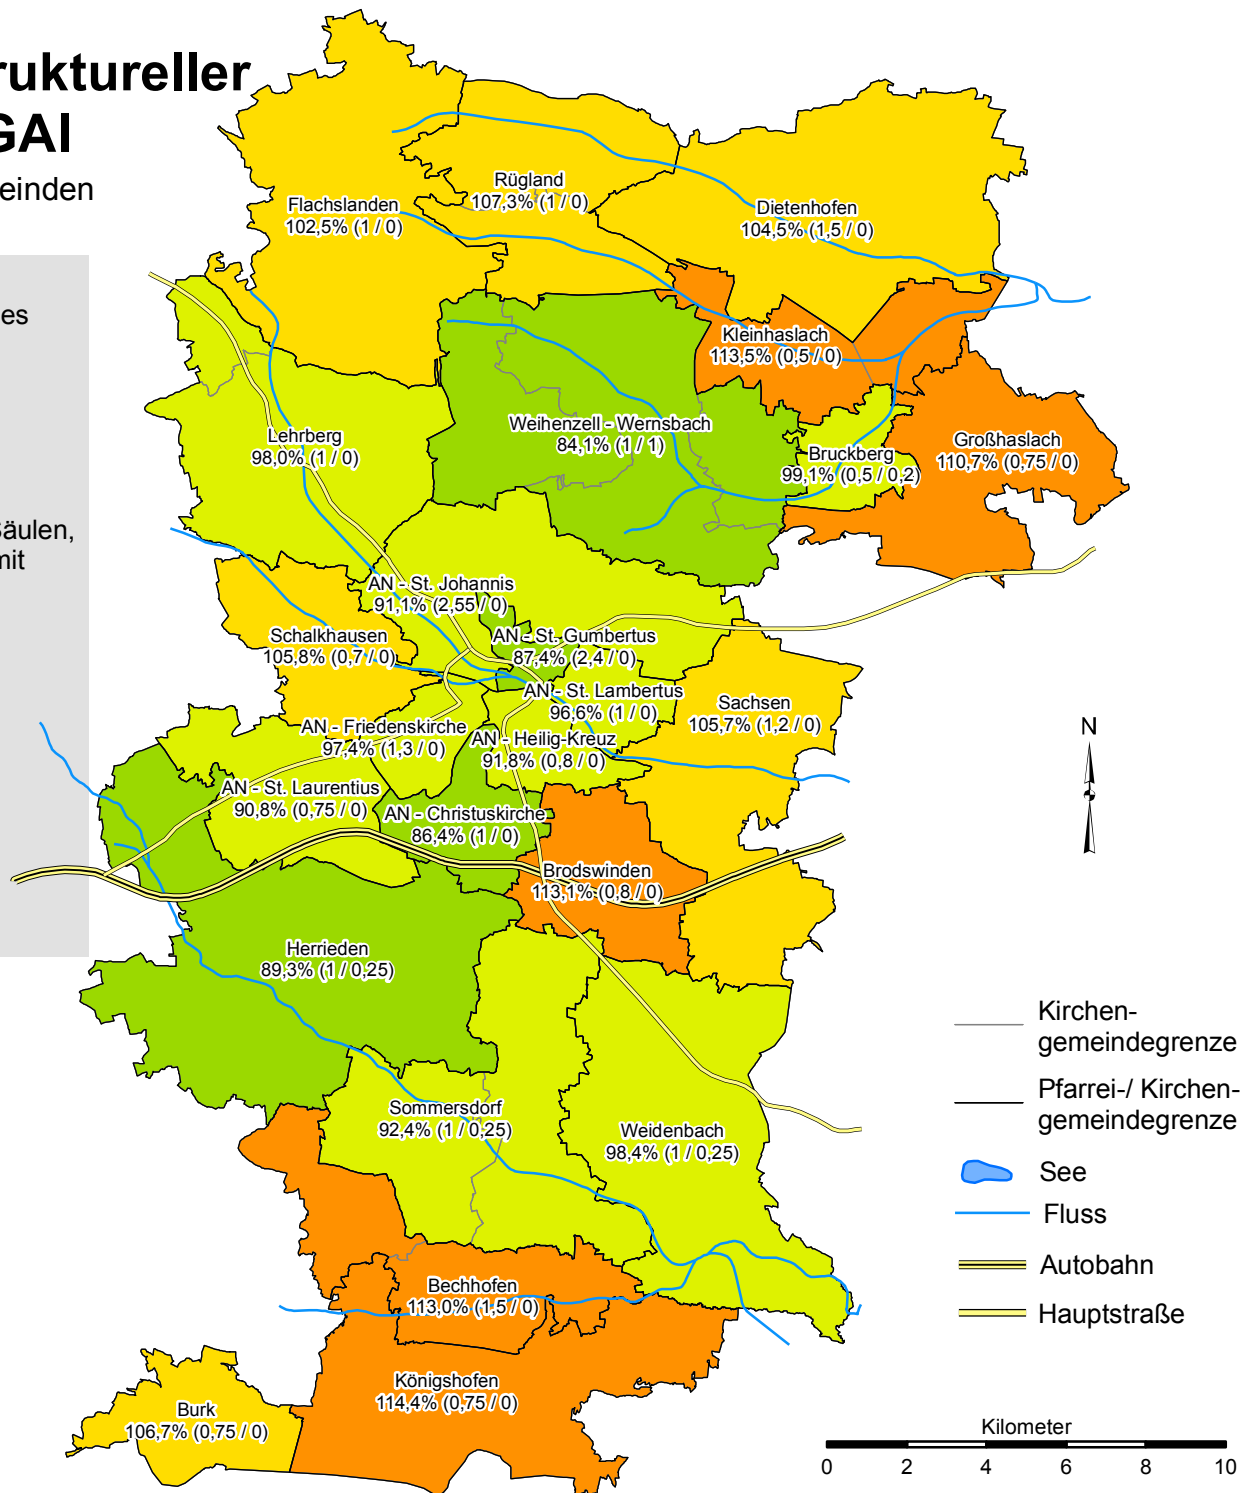 ruktureller
GAI
einden
es
Säulen,
mit
Flachslanden
102,5% (1 / 0)
Rügland
107,3% (1 / 0)
Dietenhofen
104,5% (1,5 / 0)
Kleinhaslach
113,5% (0,5 / 0)
Weihenzell - Wernsbach
84,1% (1 / 1)
Lehrberg
98,0% (1 / 0)
Bruckberg
99,1% (0,5 / 0,2)
Großhaslach
110,7% (0,75 / 0)
AN - St. Johannis
91,1% (2,55 / 0)
Schalkhausen
105,8% (0,7 / 0)
AN - St. Gumbertus
87,4% (2,4 / 0)
AN - St. Lambertus
96,6% (1 / 0)
Sachsen
105,7% (1,2 / 0)
AN - Friedenskirche
97,4% (1,3 / 0)
AN - Heilig-Kreuz
91,8% (0,8 / 0)
AN - St. Laurentius
90,8% (0,75 / 0)
AN - Christuskirche
86,4% (1 / 0)
Brodswinden
113,1% (0,8 / 0)
Herrieden
89,3% (1 / 0,25)
Sommersdorf
92,4% (1 / 0,25)
Weidenbach
98,4% (1 / 0,25)
Bechhofen
113,0% (1,5 / 0)
Königshofen
114,4% (0,75 / 0)
Burk
106,7% (0,75 / 0)
N
Kirchen-
gemeindegrenze
Pfarrei-/ Kirchen-
gemeindegrenze
See
Fluss
Autobahn
Hauptstraße
Kilometer
0 2 4 6 8 10